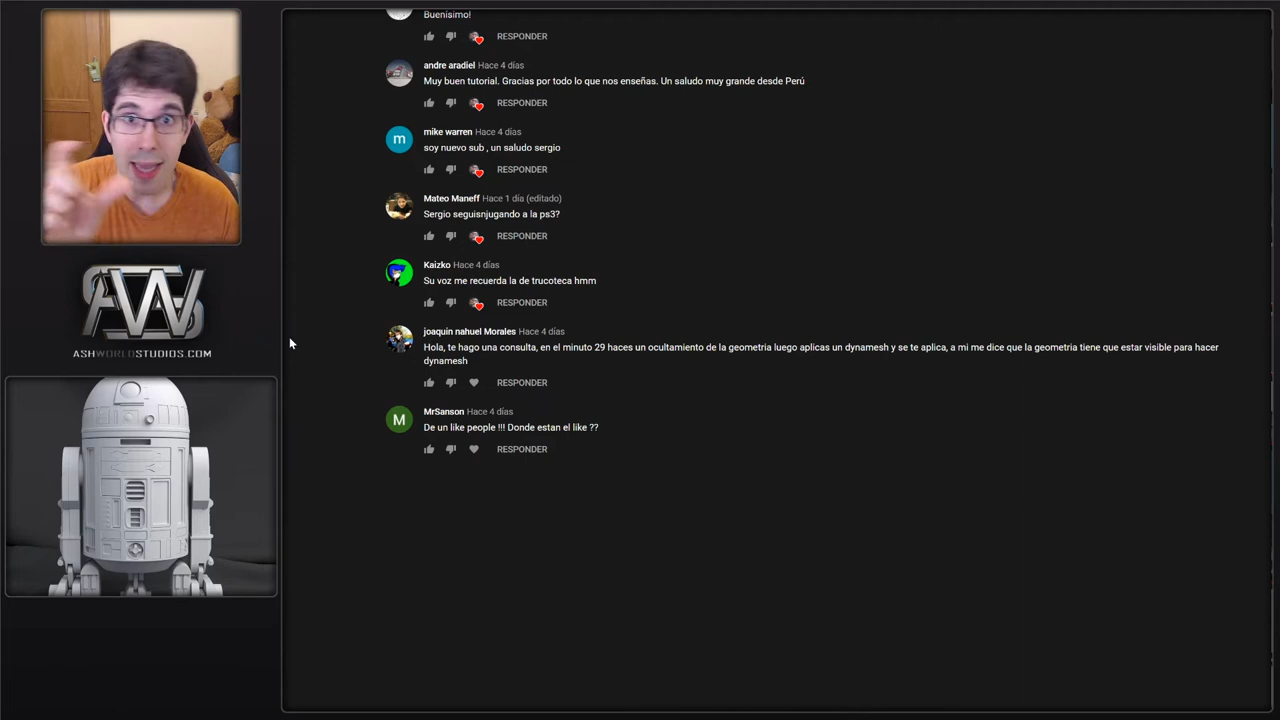 Buenísimo!
RESPONDER
andre aradiel Hace 4 días
Muy buen tutorial. Gracias por todo lo que nos enseñas. Un saludo muy grande desde Perú
RESPONDER
m
mike warren Hace 4 días
soy nuevo sub , un saludo sergio
RESPONDER
Mateo Maneff Hace 1 día (editado)
Sergio seguisnjugando a la ps3?
RESPONDER
Kaizko Hace 4 días
Su voz me recuerda la de trucoteca hmm
RESPONDER
joaquin nahuel Morales Hace 4 días
Hola, te hago una consulta, en el minuto 29 haces un ocultamiento de la geometria luego aplicas un dynamesh y se te aplica, a mi me dice que la geometria tiene que estar visible para hacer
dynamesh
RESPONDER
M
MrSanson Hace 4 días
De un like people !!! Donde estan el like ??
RESPONDER
ASHWORLDSTUDIOS.COM